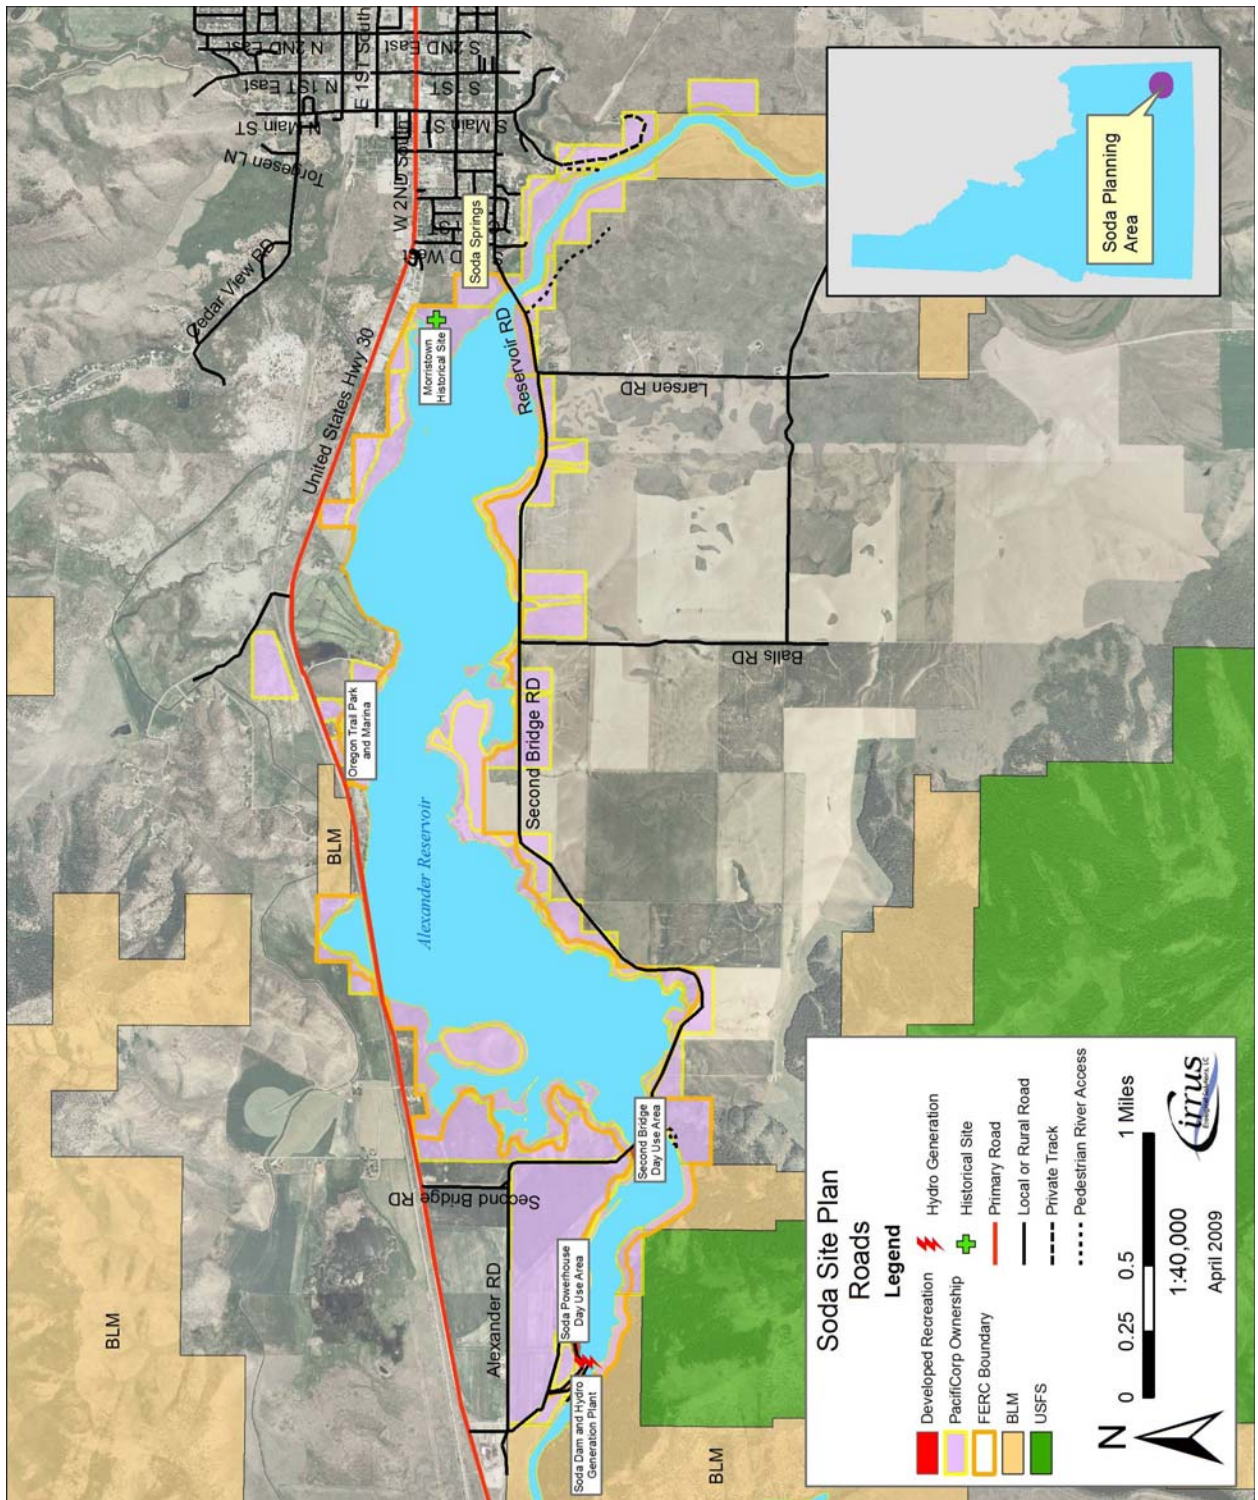 N 2ND East
S 2ND East
E 1ST South
N 1ST East
S 1ST
N Main ST
S Main ST
Torgesen LN
W 2ND South
Cedar View RD
D West
Soda Springs
Morristown
Historical Site
United States Hwy 30
Reservoir RD
Larsen RD
Balls RD
Oregon Trail Park
and Marina
Second Bridge RD
BLM
Alexander Reservoir
Second Bridge
Day Use Area
Second Bridge RD
Alexander RD
Soda Powerhouse
Day Use Area
Soda Dam and Hydro
Generation Plant
BLM
BLM
Soda Planning
Area
Soda Site Plan
Roads
Legend
Developed Recreation
PacifiCorp Ownership
FERC Boundary
BLM
USFS
Hydro Generation
Historical Site
Primary Road
Local or Rural Road
Private Track
Pedestrian River Access
N
0 0.25 0.5 1 Miles
1:40,000
April 2009
cirrus